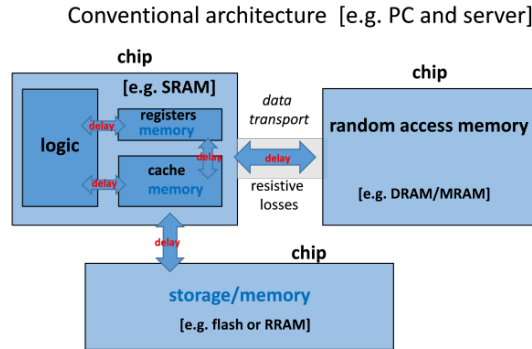 Conventional architecture [e.g. PC and server]
chip
[e.g. SRAM]
logic
delay
registers
memory
delay
cache
memory
delay
data
transport
delay
resistive
losses
chip
random access memory
[e.g. DRAM/MRAM]
delay
chip
storage/memory
[e.g. flash or RRAM]